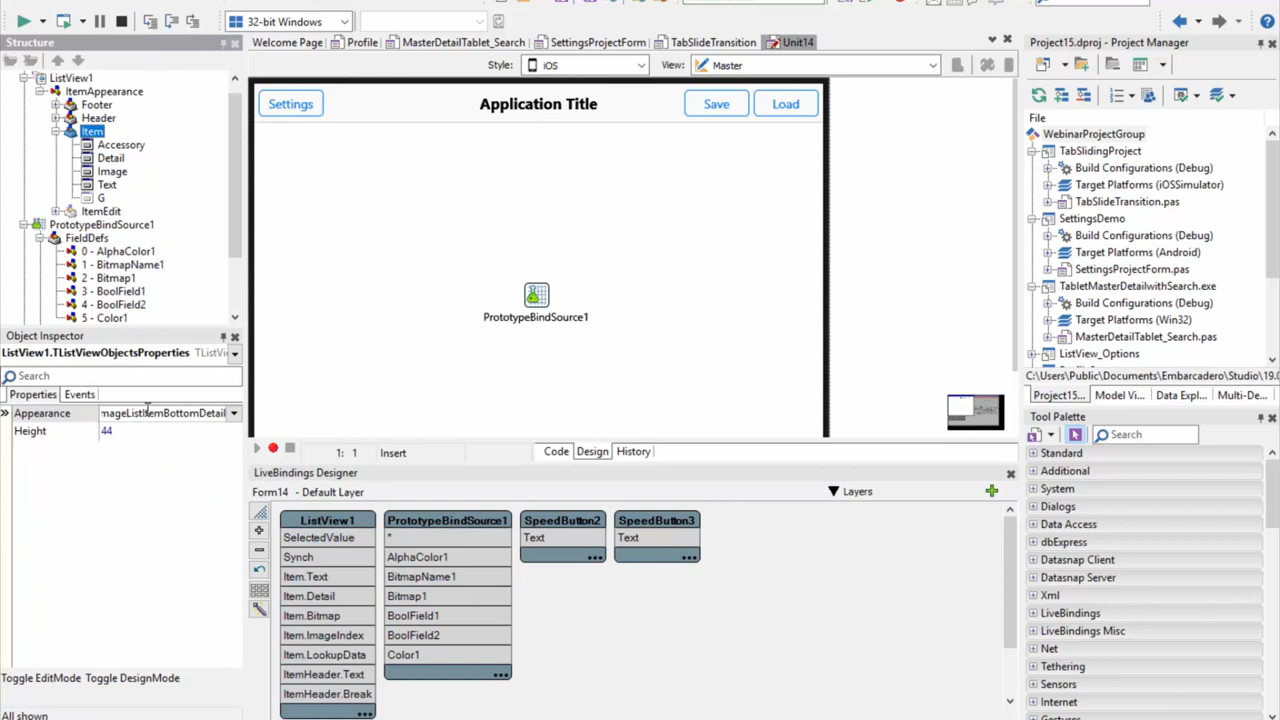 32-bit Windows
Structure
Welcome Page
Profile
MasterDetailTablet_Search
SettingsProjectForm
TabSlideTransition
Unit14
Project15.dproj - Project Manager
ListView1
ItemAppearance
Footer
Header
Item
Accessory
Detail
Image
Text
G
ItemEdit
PrototypeBindSource1
FieldDefs
0 - AlphaColor1
1 - BitmapName1
2 - Bitmap1
3 - BoolField1
4 - BoolField2
5 - Color1
Style:
iOS
View:
Master
Settings
Application Title
Save
Load
PrototypeBindSource1
File
WebinarProjectGroup
TabSlidingProject
Build Configurations (Debug)
Target Platforms (iOSSimulator)
TabSlideTransition.pas
SettingsDemo
Build Configurations (Debug)
Target Platforms (Android)
SettingsProjectForm.pas
TabletMasterDetailwithSearch.exe
Build Configurations (Debug)
Target Platforms (Win32)
MasterDetailTablet_Search.pas
ListView_Options
C:\Users\Public\Documents\Embarcadero\Studio\19.0
Project15...
Model Vi...
Data Expl...
Multi-De...
Object Inspector
ListView1.TListViewObjectsProperties TListVi
Search
Properties
Events
Appearance
mageListItemBottomDetail
Height
44
Toggle EditMode Toggle DesignMode
All shown
1: 1
Insert
Code
Design
History
LiveBindings Designer
Form14 - Default Layer
Layers
ListView1
SelectedValue
Synch
Item.Text
Item.Detail
Item.Bitmap
Item.ImageIndex
Item.LookupData
ItemHeader.Text
ItemHeader.Break
PrototypeBindSource1
*
AlphaColor1
BitmapName1
Bitmap1
BoolField1
BoolField2
Color1
SpeedButton2
Text
SpeedButton3
Text
Tool Palette
Search
Standard
Additional
System
Dialogs
Data Access
dbExpress
Datasnap Client
Datasnap Server
Xml
LiveBindings
LiveBindings Misc
Net
Tethering
Sensors
Internet